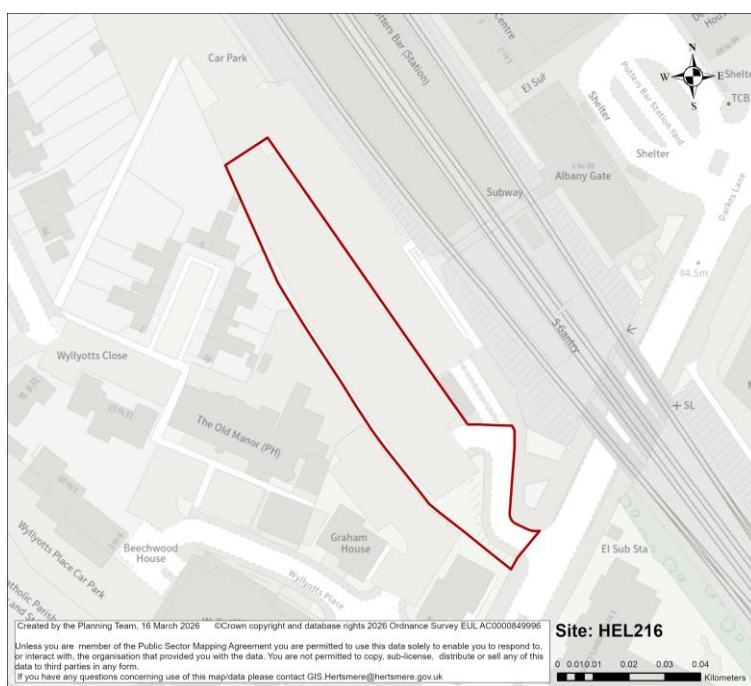 Car Park
Potters Bar (Station)
Centre
El Sub
Shelter
Potters Bar Station Yard
Shelter
TCB
N
W E
S
Shelter
1 to 39
Albany Gate
Subway
Darkes Lane
94.5m
S Gantry
SL
Wyllyotts Close
The Old Manor (PH)
Wyllyotts Place Car Park
Beechwood
House
Graham
House
Wyllyotts Place
El Sub Sta
Created by the Planning Team, 16 March 2026 ©Crown copyright and database rights 2026 Ordnance Survey EUL AC0000849996
Unless you are member of the Public Sector Mapping Agreement you are permitted to use this data solely to enable you to respond to,
or interact with, the organisation that provided you with the data. You are not permitted to copy, sub-license, distribute or sell any of this
data to third parties in any form.
If you have any questions concerning use of this map/data please contact GIS.Hertsmere@hertsmere.gov.uk
Site: HEL216
0 0.01 0.01 0.02 0.03 0.04
Kilometers